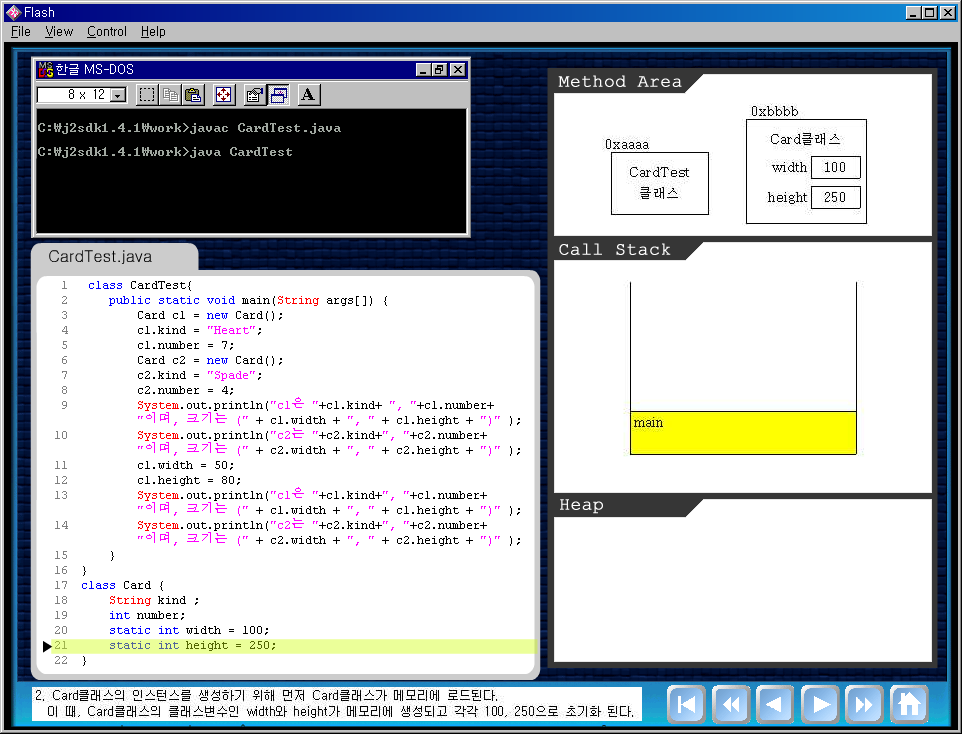 Flash
File View Control Help
한글 MS-DOS
8 x 12
A
C:₩j2sdk1.4.1₩work>javac CardTest.java
C:₩j2sdk1.4.1₩work>java CardTest
CardTest.java
1 class CardTest{
2 public static void main(String args[]) {
3 Card c1 = new Card();
4 c1.kind = "Heart";
5 c1.number = 7;
6 Card c2 = new Card();
7 c2.kind = "Spade";
8 c2.number = 4;
9 System.out.println("c1은 "+c1.kind+ ", "+c1.number+
"이며, 크기는 (" + c1.width + ", " + c1.height + ")" );
10 System.out.println("c2는 "+c2.kind+", "+c2.number+
"이며, 크기는 (" + c2.width + ", " + c2.height + ")" );
11 c1.width = 50;
12 c1.height = 80;
13 System.out.println("c1은 "+c1.kind+", "+c1.number+
"이며, 크기는 (" + c1.width + ", " + c1.height + ")" );
14 System.out.println("c2는 "+c2.kind+", "+c2.number+
"이며, 크기는 (" + c2.width + ", " + c2.height + ")" );
15 }
16 }
17 class Card {
18 String kind ;
19 int number;
20 static int width = 100;
21 static int height = 250;
22 }
Method Area
0xaaaa
CardTest
클래스
0xbbbb
Card클래스
width 100
height 250
Call Stack
main
Heap
2. Card클래스의 인스턴스를 생성하기 위해 먼저 Card클래스가 메모리에 로드된다.
이 때, Card클래스의 클래스변수인 width와 height가 메모리에 생성되고 각각 100, 250으로 초기화 된다.